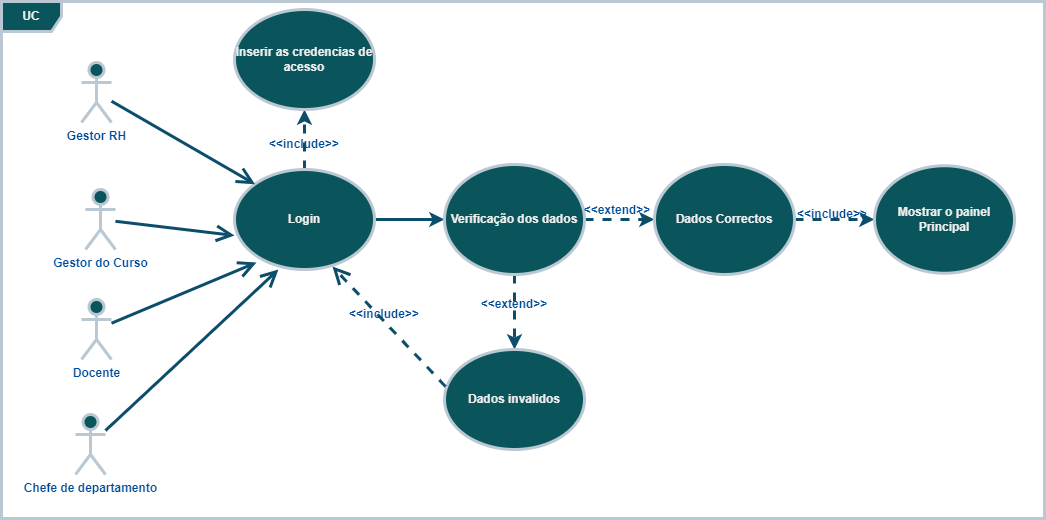 UC
Inserir as credencias de
acesso
Gestor RH
<<include>>
Gestor do Curso
Login
Verificação dos dados
<<extend>>
Dados Correctos
<<include>>
Mostrar o painel
Principal
<<extend>>
<<include>>
Docente
Dados invalidos
Chefe de departamento